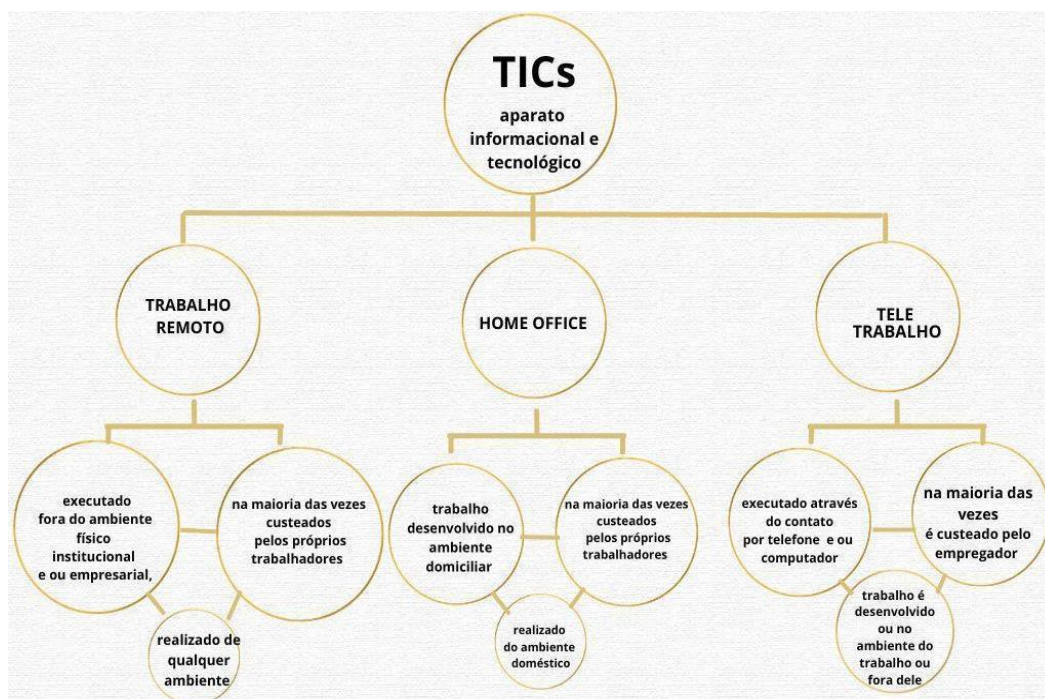 TICs
aparato
informacional e
tecnológico
TRABALHO
REMOTO
HOME OFFICE
TELE
TRABALHO
executado
fora do ambiente
físico
institucional
e ou empresarial,
na maioria das vezes
custeados
pelos próprios
trabalhadores
realizado de
qualquer
ambiente
trabalho
desenvolvido no
ambiente
domiciliar
na maioria das vezes
custeados
pelos próprios
trabalhadores
realizado
do ambiente
doméstico
executado através
do contato
por telefone e ou
computador
na maioria das
vezes
é custeado pelo
empregador
trabalho é
desenvolvido
ou no
ambiente do
trabalho ou
fora dele